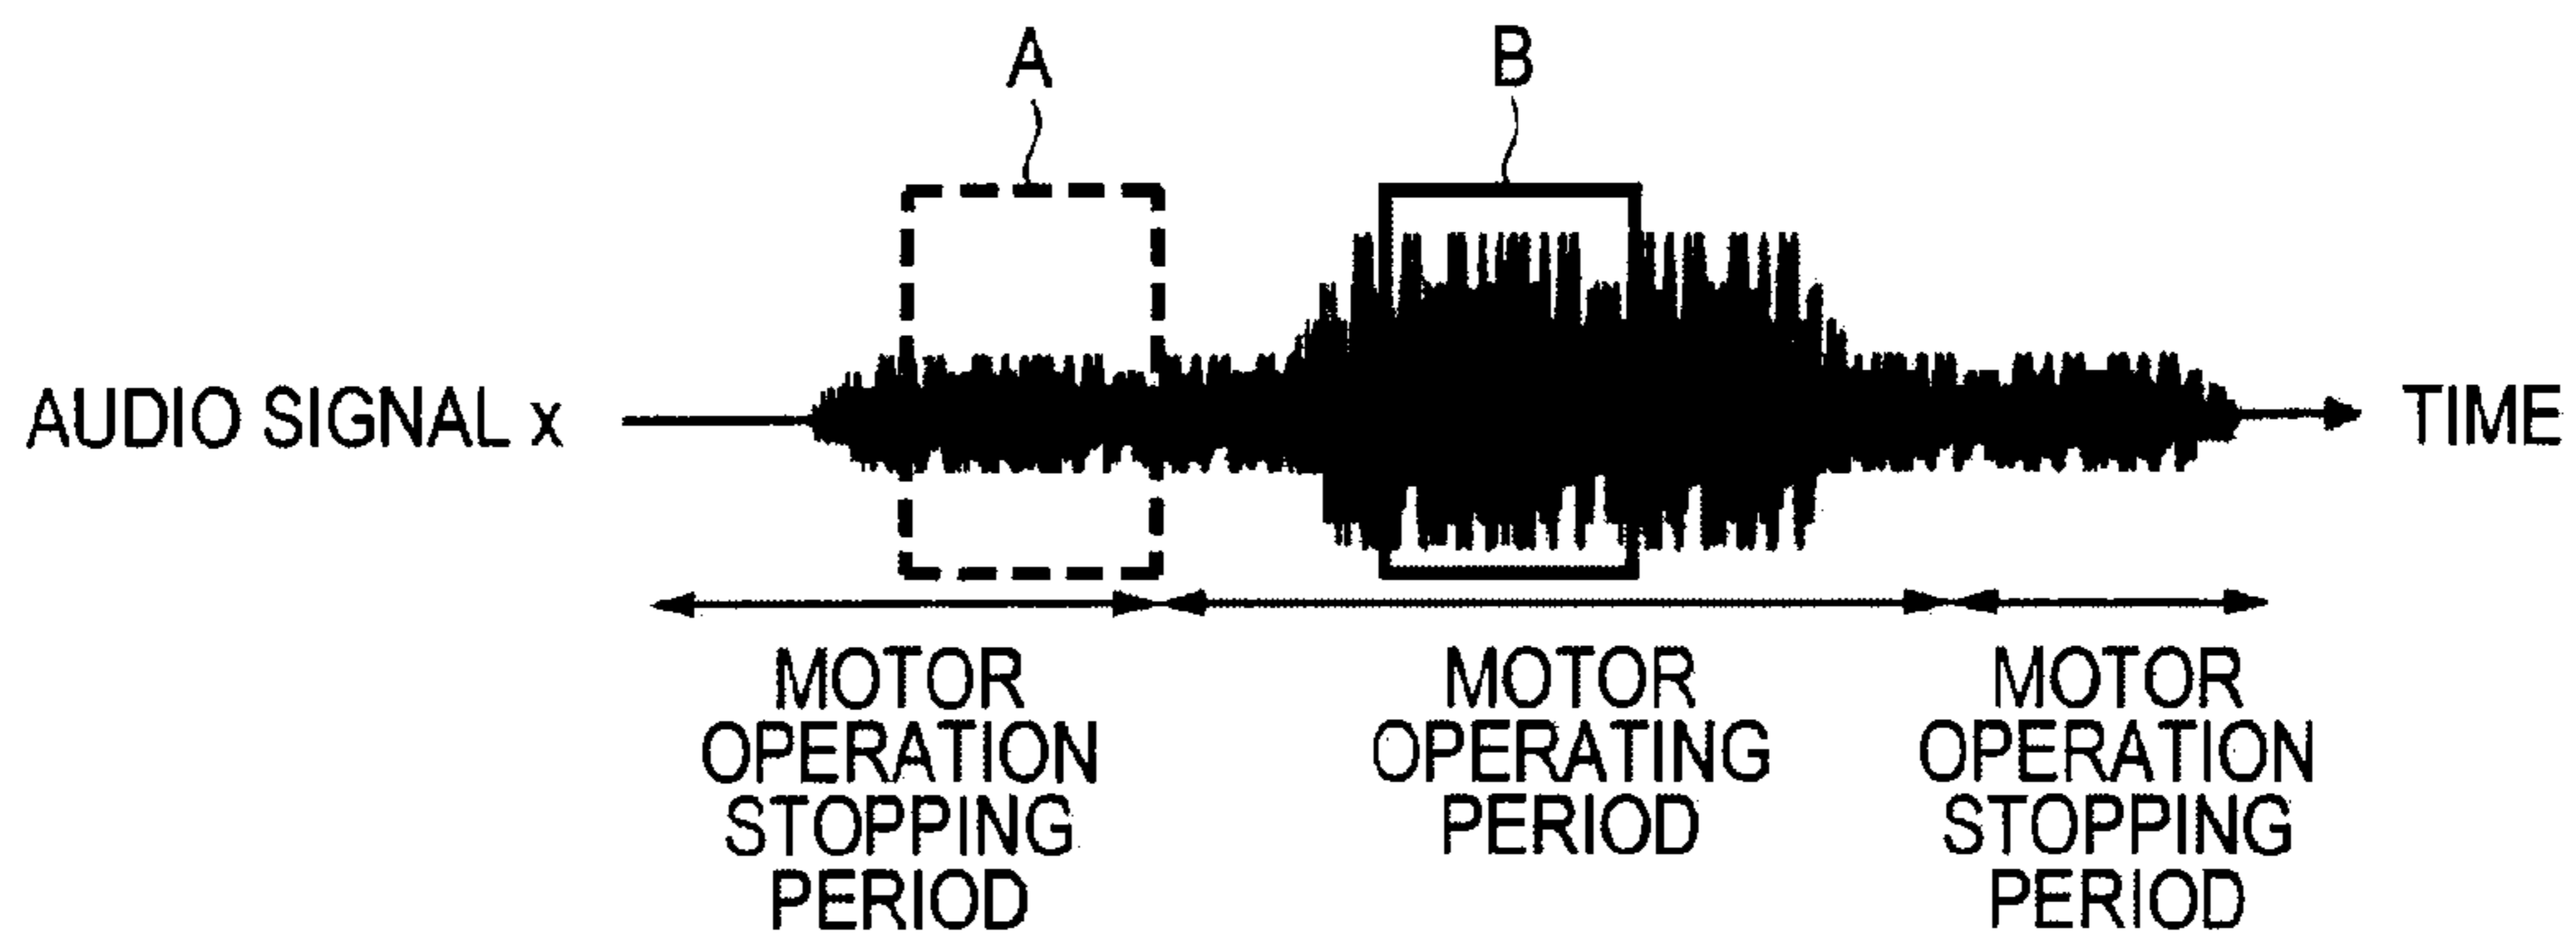 A
B
AUDIO SIGNAL x
TIME
MOTOR
OPERATION
STOPPING
PERIOD
MOTOR
OPERATING
PERIOD
MOTOR
OPERATION
STOPPING
PERIOD